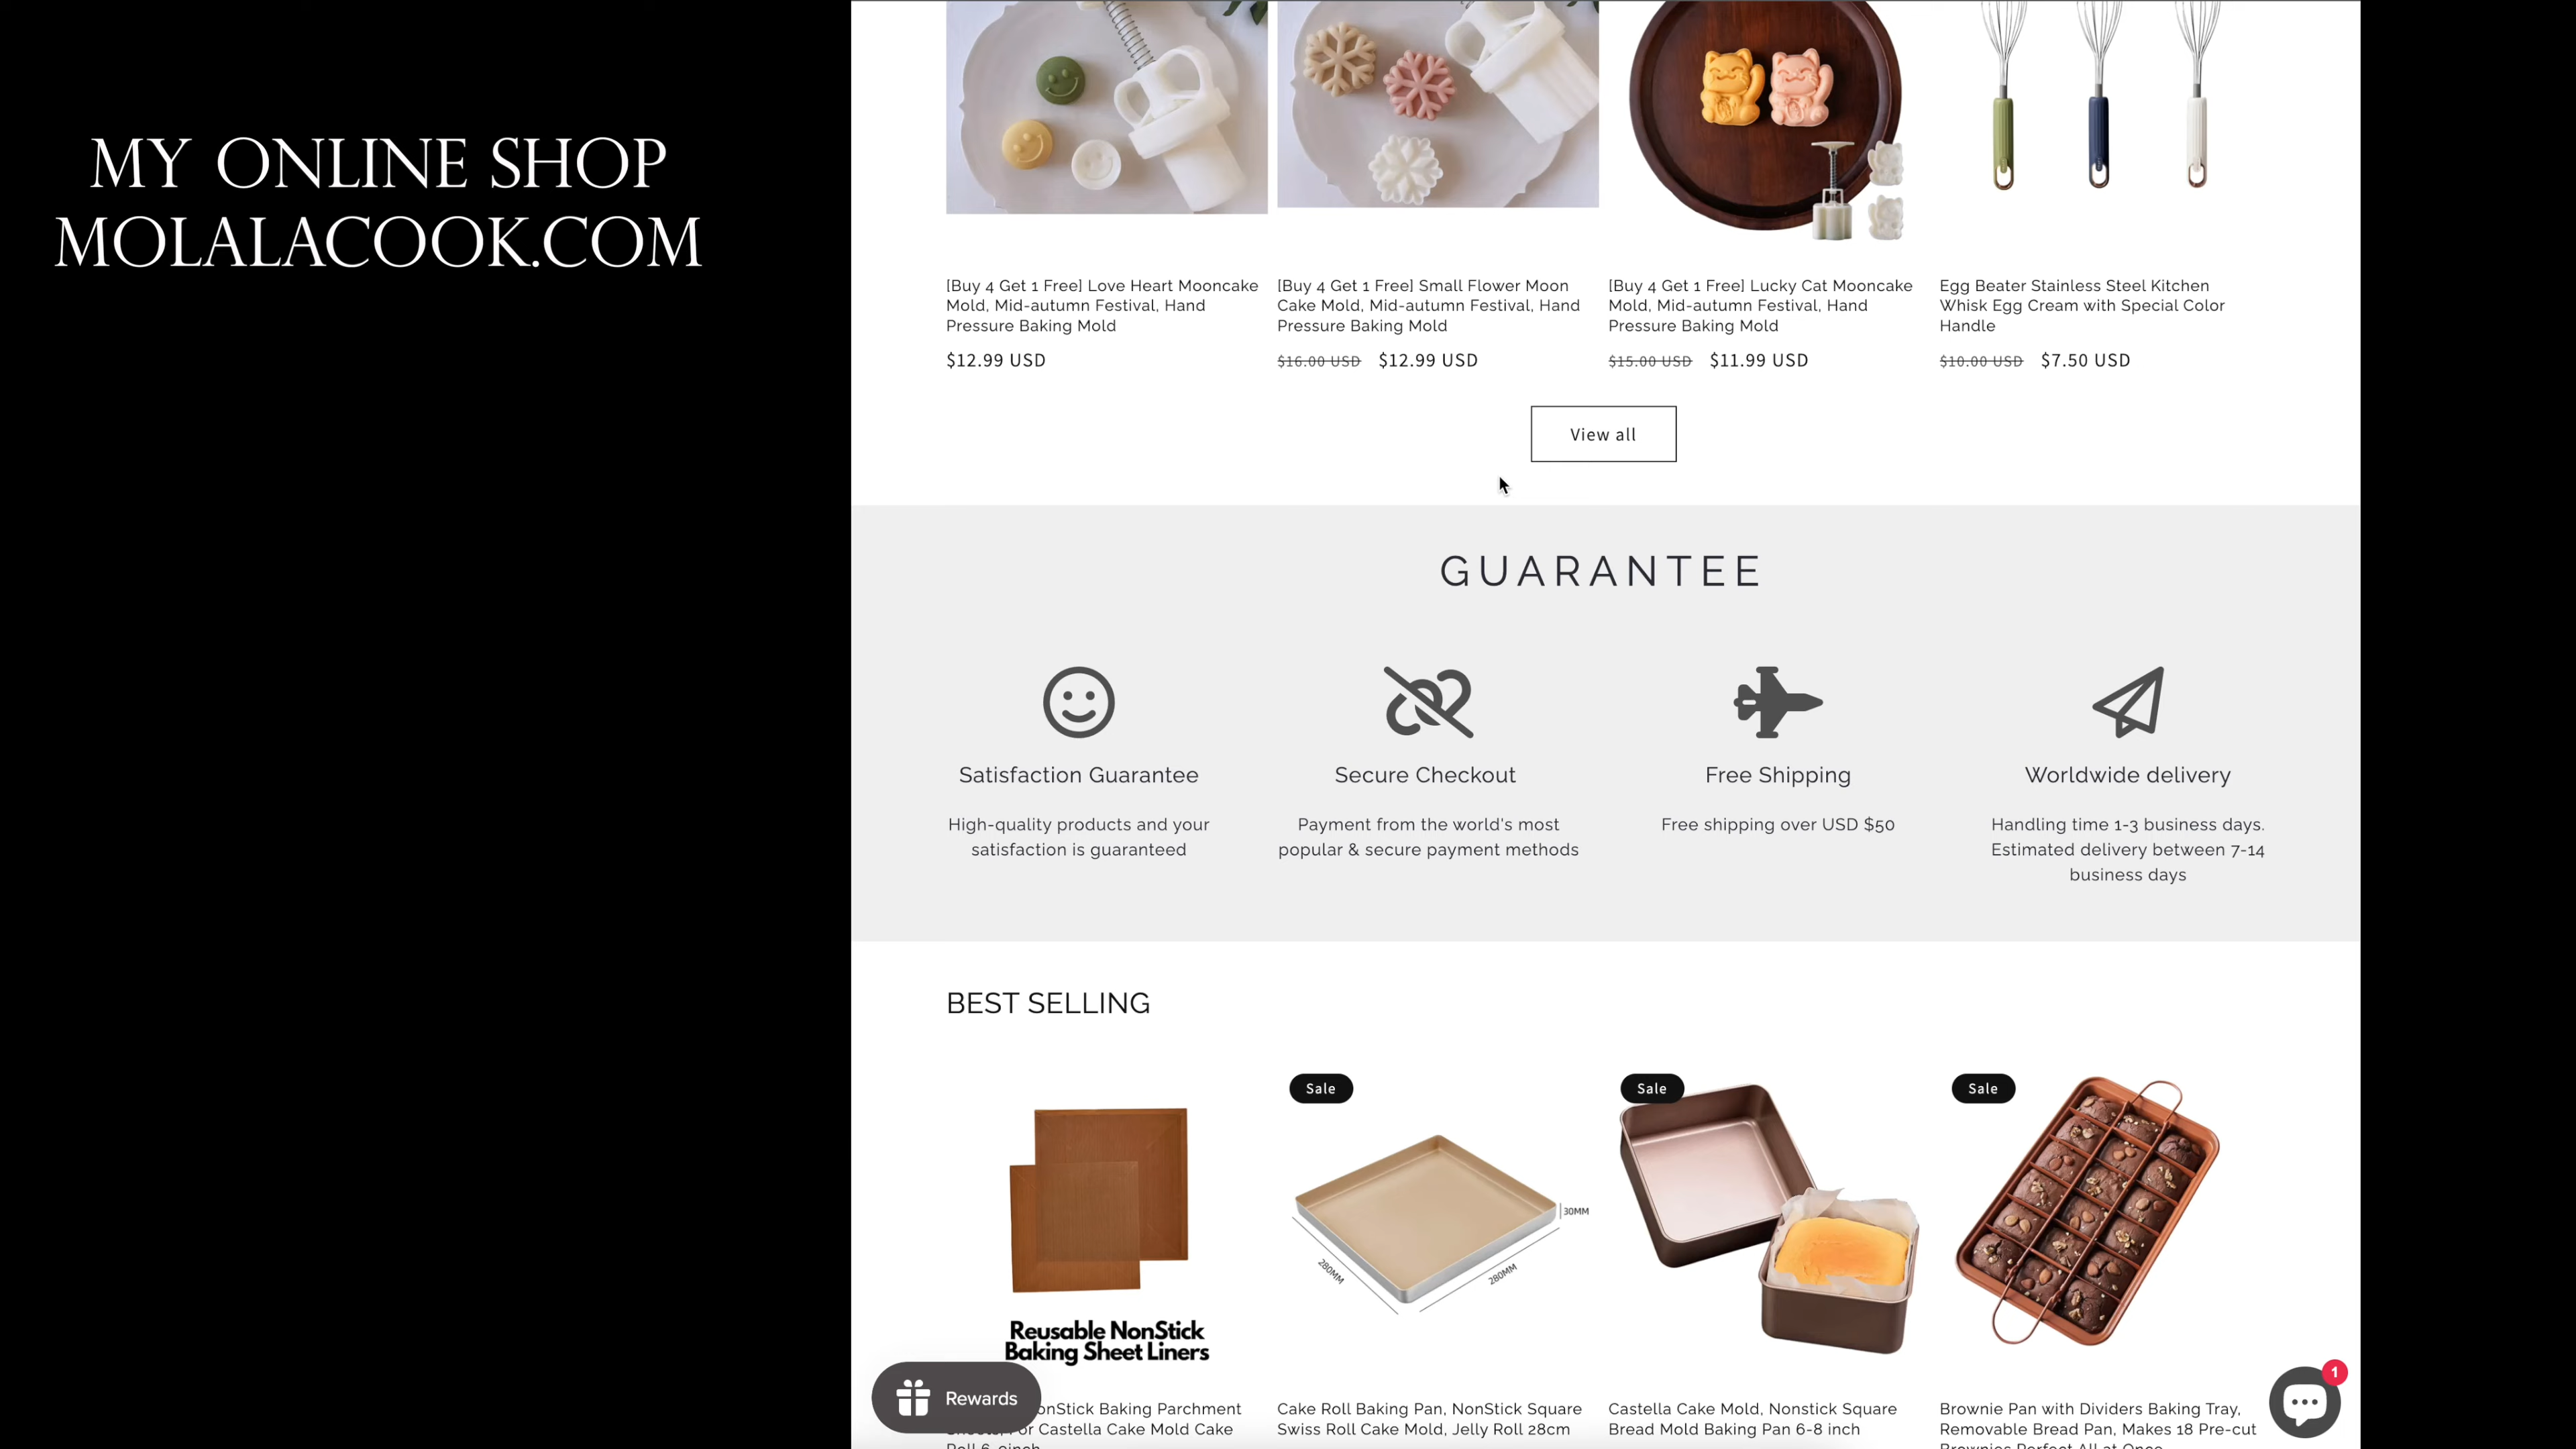 MY ONLINE SHOP
MOLALACOOK.COM
[Buy 4 Get 1 Free] Love Heart Mooncake
Mold, Mid-autumn Festival, Hand
Pressure Baking Mold
$12.99 USD
[Buy 4 Get 1 Free] Small Flower Moon
Cake Mold, Mid-autumn Festival, Hand
Pressure Baking Mold
$16.00 USD $12.99 USD
[Buy 4 Get 1 Free] Lucky Cat Mooncake
Mold, Mid-autumn Festival, Hand
Pressure Baking Mold
$15.00 USD $11.99 USD
Egg Beater Stainless Steel Kitchen
Whisk Egg Cream with Special Color
Handle
$10.00 USD $7.50 USD
View all
GUARANTEE
Satisfaction Guarantee
High-quality products and your
satisfaction is guaranteed
Secure Checkout
Payment from the world's most
popular & secure payment methods
Free Shipping
Free shipping over USD $50
Worldwide delivery
Handling time 1-3 business days.
Estimated delivery between 7-14
business days
BEST SELLING
Reusable NonStick
Baking Sheet Liners
Baking Parchment
Castella Cake Mold Cake
Sale
30MM
280MM
280MM
Cake Roll Baking Pan, NonStick Square
Swiss Roll Cake Mold, Jelly Roll 28cm
Sale
Castella Cake Mold, Nonstick Square
Bread Mold Baking Pan 6-8 inch
Sale
Brownie Pan with Dividers Baking Tray,
Removable Bread Pan, Makes 18 Pre-cut
Rewards
1